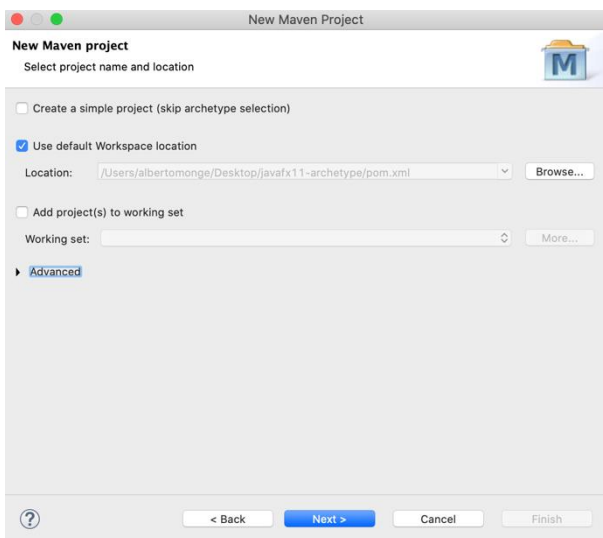 New Maven Project
New Maven project
Select project name and location
M
Create a simple project (skip archetype selection)
Use default Workspace location
Location: /Users/albertomonge/Desktop/javafx11-archetype/pom.xml Browse...
Add project(s) to working set
Working set: More...
Advanced
? < Back Next > Cancel Finish